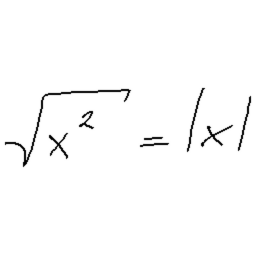 √x² = |x|